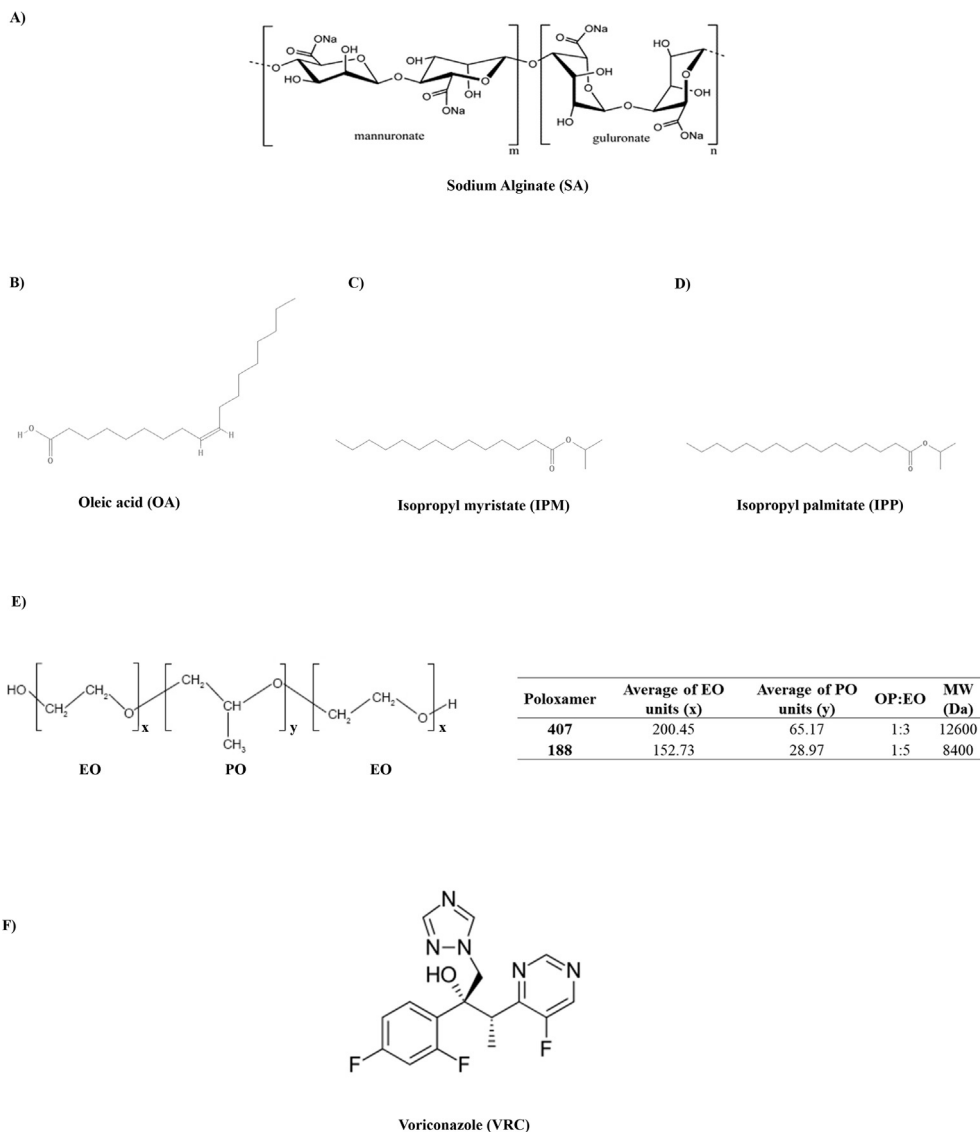 A)
ONa
O
OH
O
HO
OH
O
O
HO
OH
O
O
ONa
mannuronate
m
O
ONa
O
OH
HO
O
O
HO
O
OH
O
ONa
guluronate
n
Sodium Alginate (SA)
B)
C)
D)
H
O
O
H
H
O
O
O
O
Oleic acid (OA)
Isopropyl myristate (IPM)
Isopropyl palmitate (IPP)
E)
HO
CH2
CH2
O
x
CH2
CH
CH3
O
y
CH2
CH2
O
x
H
EO
PO
EO
Poloxamer Average of EO units (x) Average of PO units (y) OP:EO MW (Da)
407 200.45 65.17 1:3 12600
188 152.73 28.97 1:5 8400
F)
N
N
N
HO
N
N
F
F
F
Voriconazole (VRC)